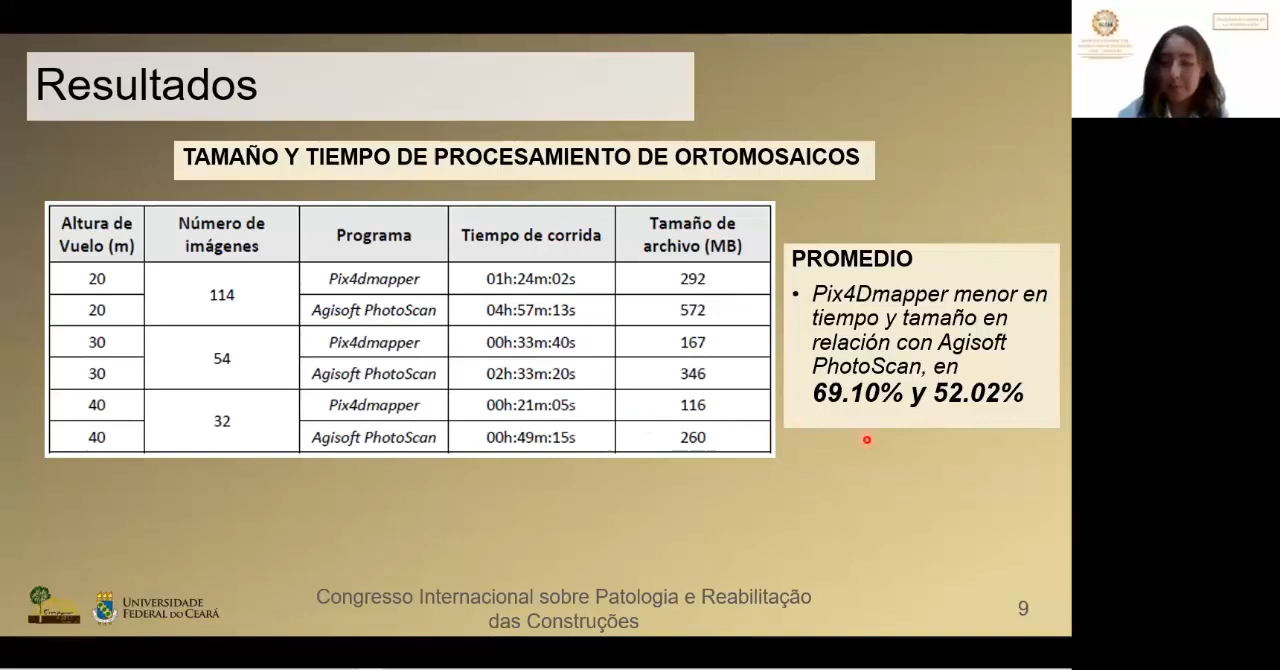 Resultados
TAMAÑO Y TIEMPO DE PROCESAMIENTO DE ORTOMOSAICOS
Altura de Vuelo (m) Número de imágenes Programa Tiempo de corrida Tamaño de archivo (MB)
20 114 Pix4dmapper 01h:24m:02s 292
20 Agisoft PhotoScan 04h:57m:13s 572
30 54 Pix4dmapper 00h:33m:40s 167
30 Agisoft PhotoScan 02h:33m:20s 346
40 32 Pix4dmapper 00h:21m:05s 116
40 Agisoft PhotoScan 00h:49m:15s 260
PROMEDIO
• Pix4Dmapper menor en
tiempo y tamaño en
relación con Agisoft
PhotoScan, en
69.10% y 52.02%
UNIVERSIDADE
FEDERAL DO CEARÁ
Congresso Internacional sobre Patologia e Reabilitação
das Construções
9